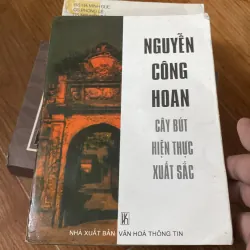 NGUYỄN
CÔNG
HOAN
CÂY BÚT
HIỆN THỰC
XUẤT SẮC
NHÀ XUẤT BẢN VĂN HOÁ THÔNG TIN